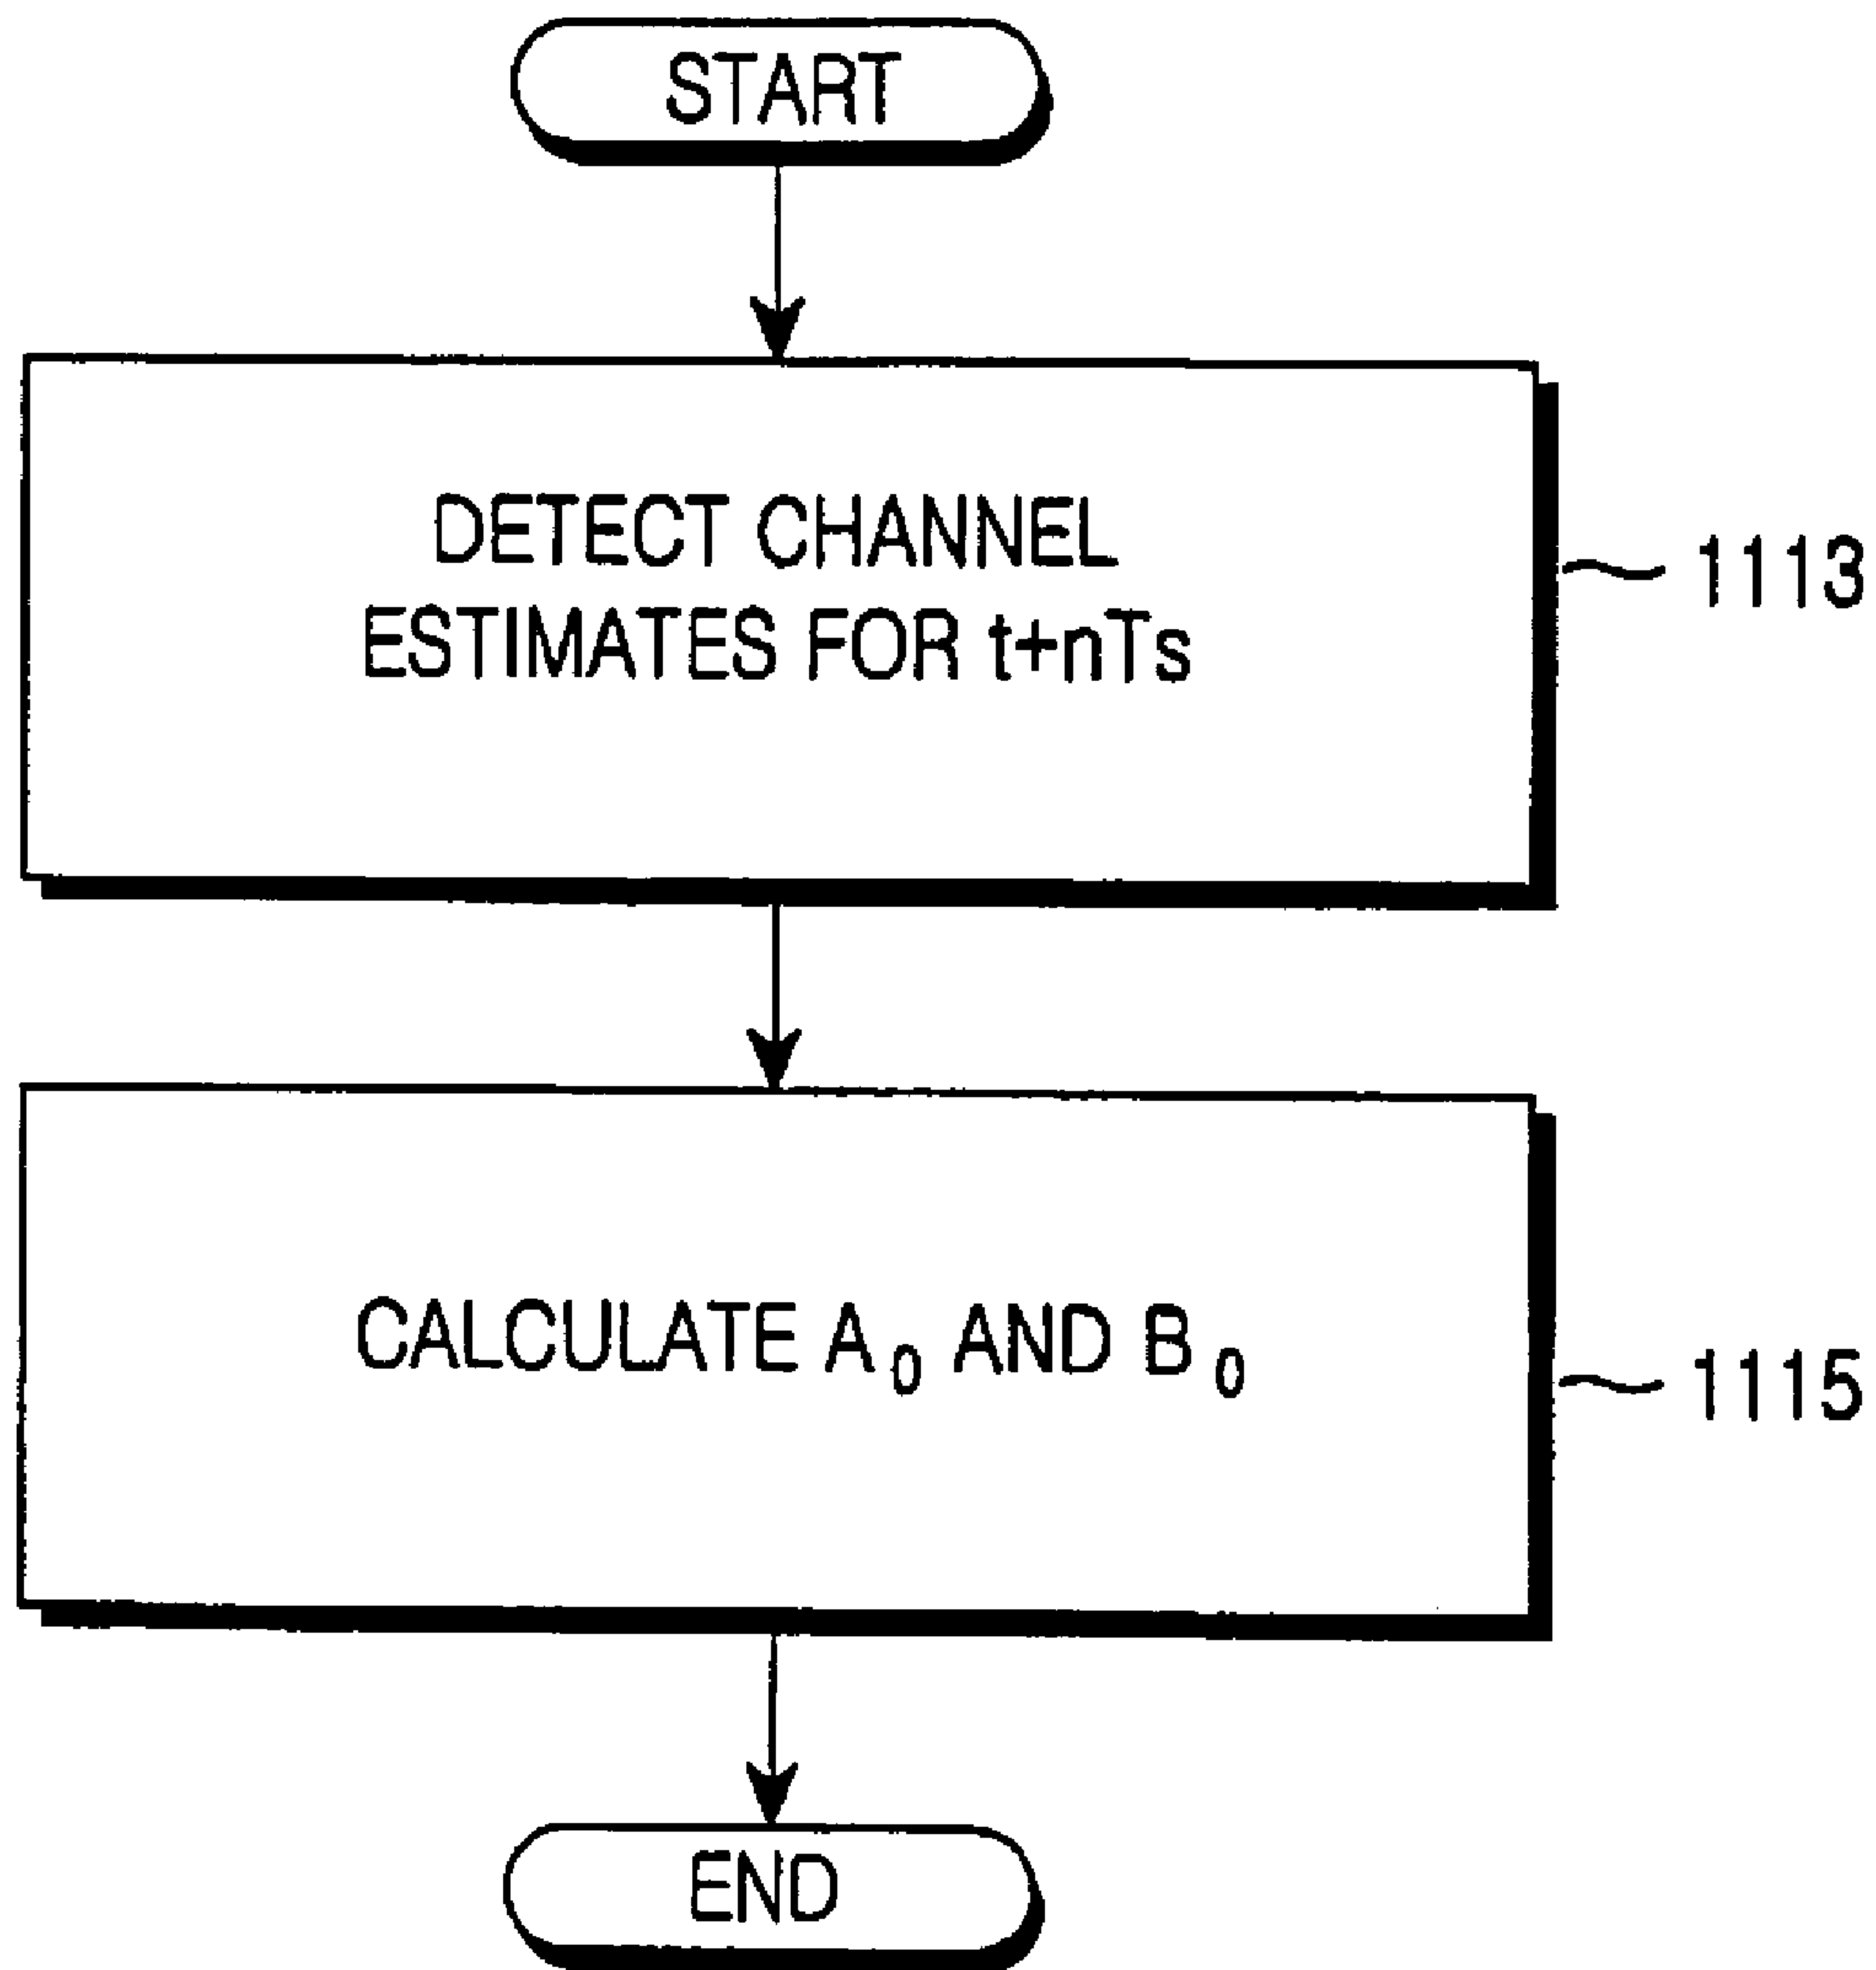 START
DETECT CHANNEL
ESTIMATES FOR t+nTs
1113
CALCULATE A₀ AND B₀
1115
END